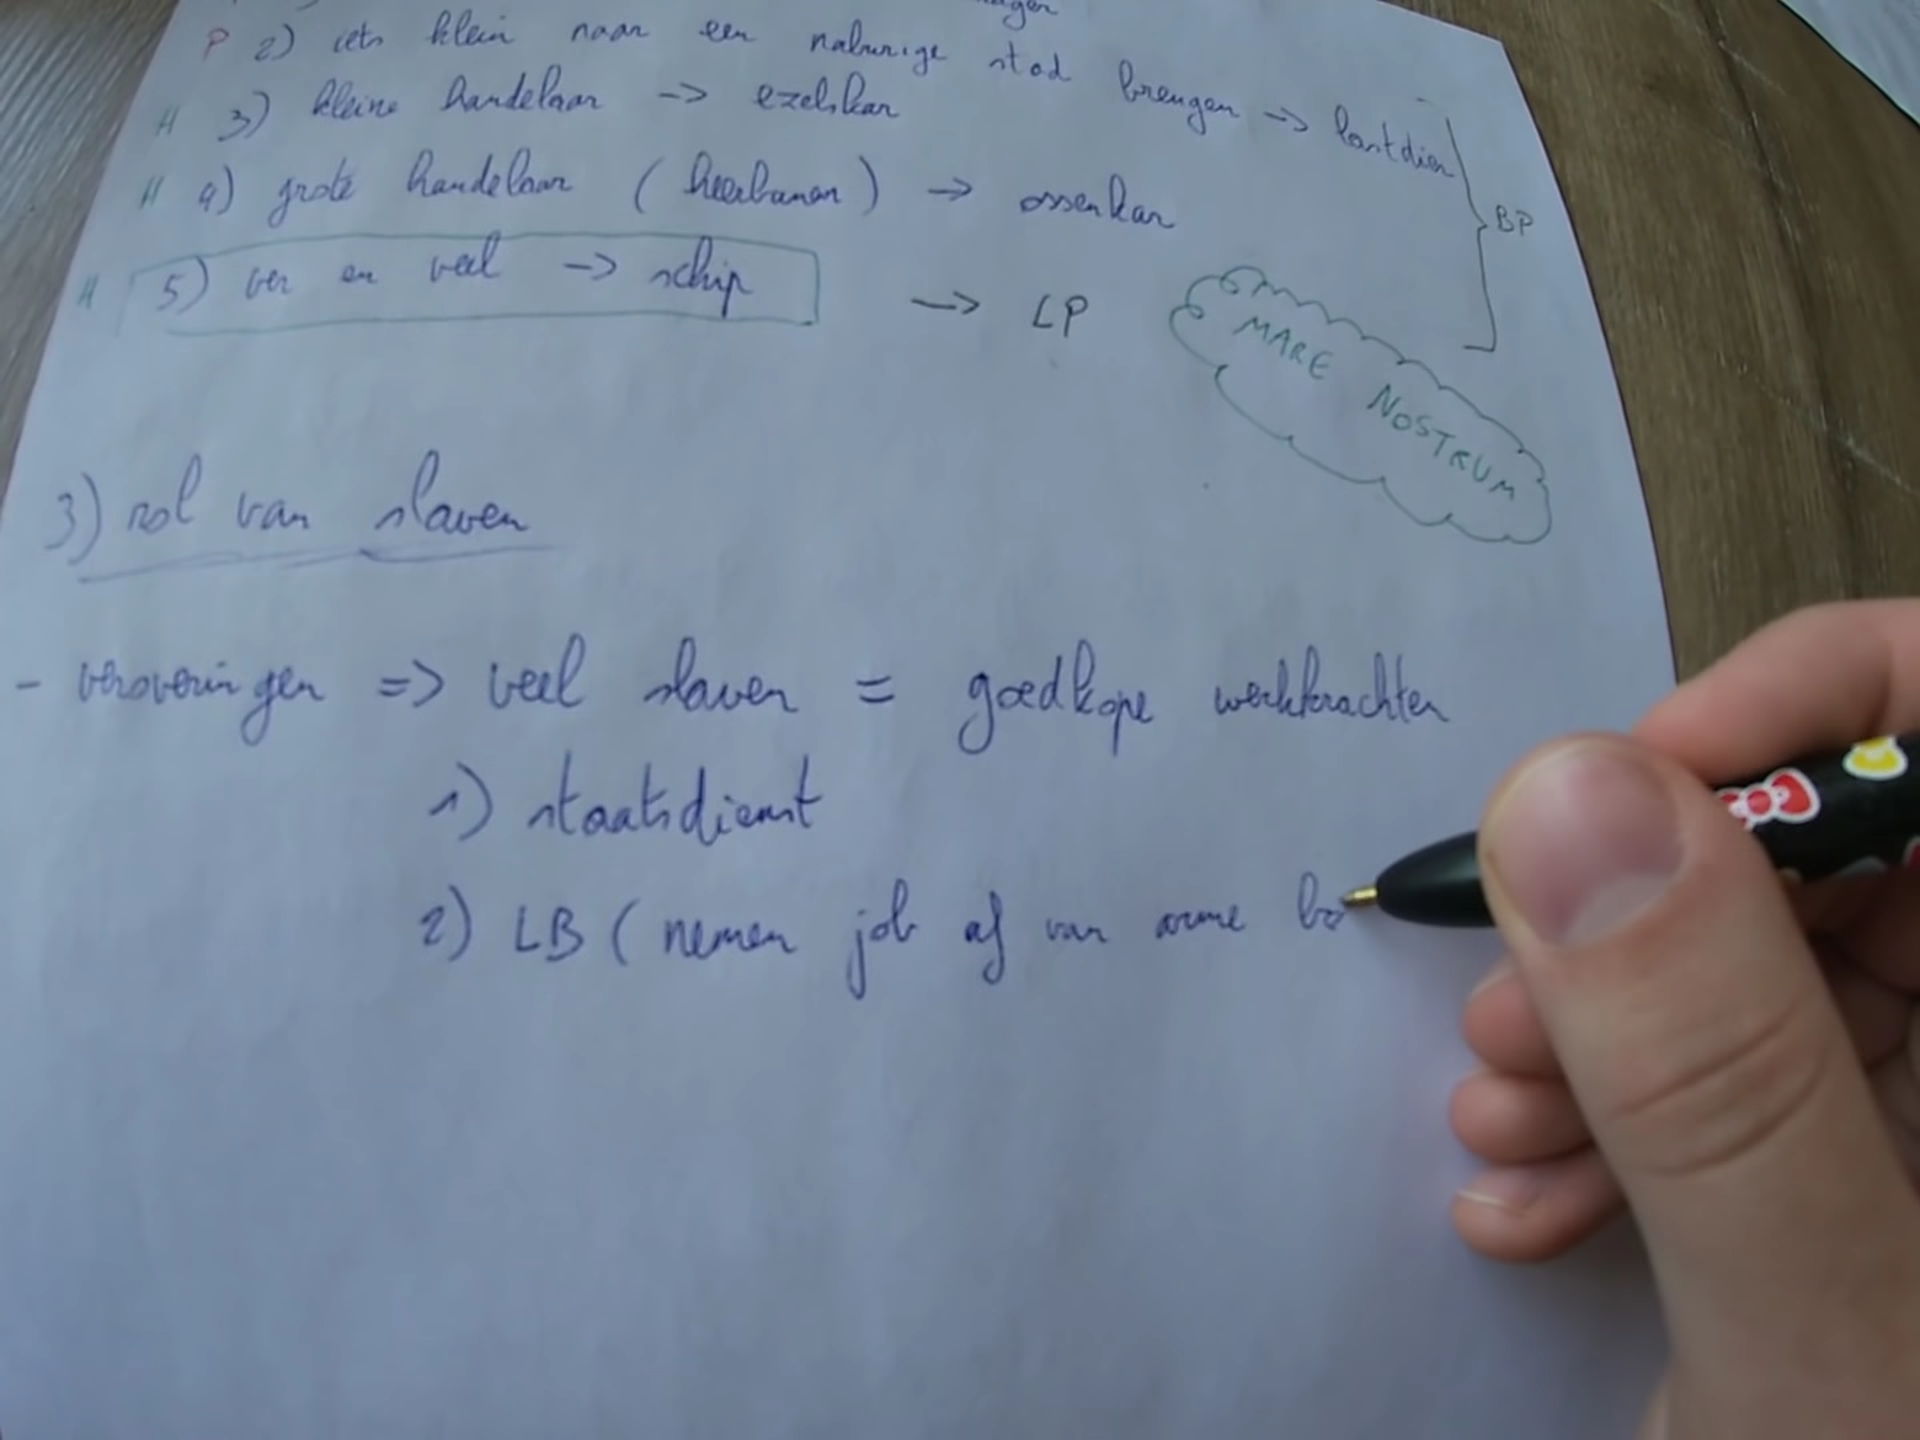 P 2) iets klein naar een naburige stad brengen -> lastdier
H 3) kleine handelaar -> ezelskar
H 4) grote handelaar (heerbanen) -> ossenkar
BP
H 5) ver en veel -> schip -> LP
MARE NOSTRUM
3) rol van slaven
- veroveringen => veel slaven = goedkope werkkrachten
1) staatsdienst
2) LB (nemen job af van arme bo